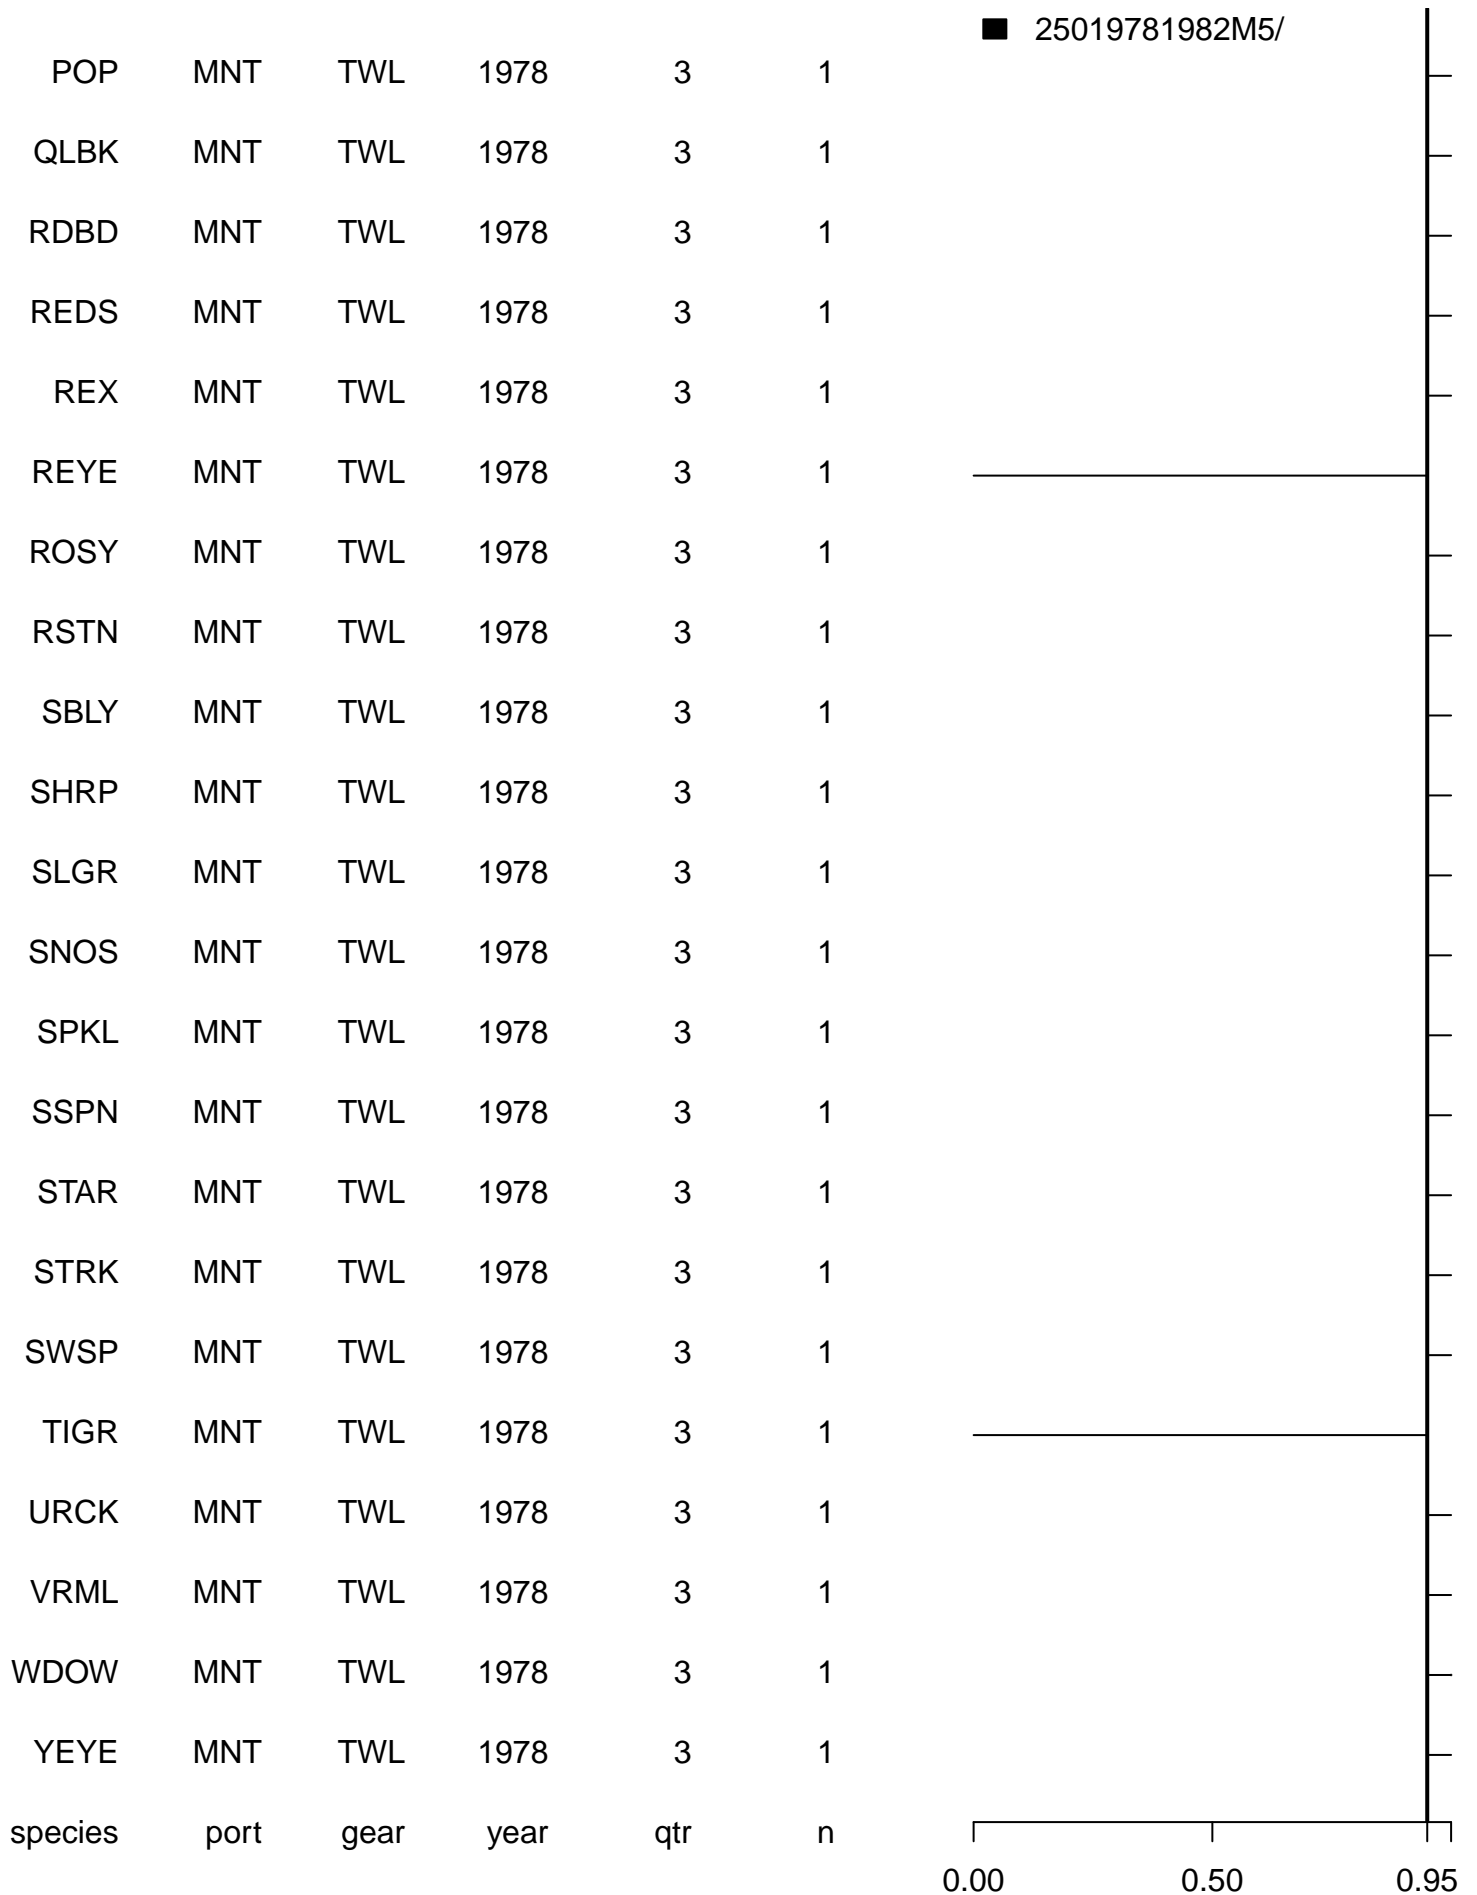 25019781982M5/
POP MNT TWL 1978 3 1
QLBK MNT TWL 1978 3 1
RDBD MNT TWL 1978 3 1
REDS MNT TWL 1978 3 1
REX MNT TWL 1978 3 1
REYE MNT TWL 1978 3 1
ROSY MNT TWL 1978 3 1
RSTN MNT TWL 1978 3 1
SBLY MNT TWL 1978 3 1
SHRP MNT TWL 1978 3 1
SLGR MNT TWL 1978 3 1
SNOS MNT TWL 1978 3 1
SPKL MNT TWL 1978 3 1
SSPN MNT TWL 1978 3 1
STAR MNT TWL 1978 3 1
STRK MNT TWL 1978 3 1
SWSP MNT TWL 1978 3 1
TIGR MNT TWL 1978 3 1
URCK MNT TWL 1978 3 1
VRML MNT TWL 1978 3 1
WDOW MNT TWL 1978 3 1
YEYE MNT TWL 1978 3 1
species port gear year qtr n
0.00 0.50 0.95